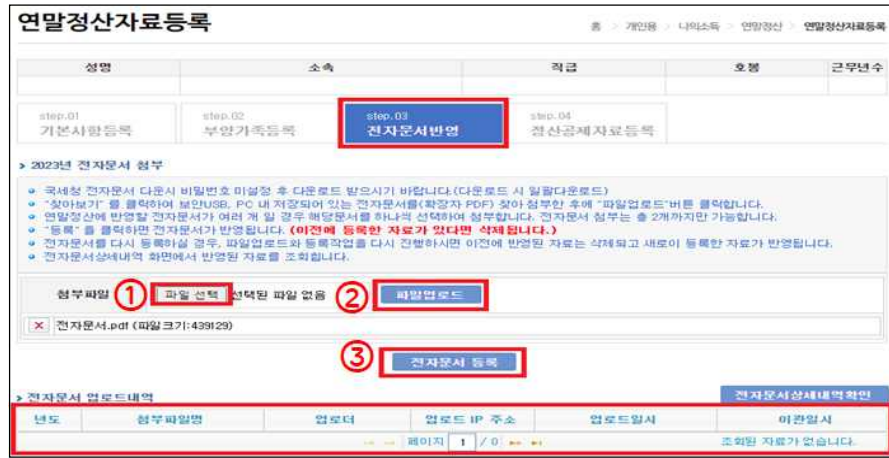 연말정산자료등록
홈 > 개인용 > 나의소득 > 연말정산 > 연말정산자료등록
성명 소속 직급 호봉 근무년수
step.01 step.02 step.03 step.04
기본사항등록 부양가족등록 전자문서반영 정산공제자료등록
> 2023년 전자문서 첨부
국세청 전자문서 다운시 비밀번호 미설정 후 다운로드 받으시기 바랍니다.(다운로드 시 일괄다운로드)
"찾아보기" 를 클릭하여 보안USB, PC 내 저장되어 있는 전자문서를(확장자 PDF) 찾아 첨부한 후에 "파일업로드"버튼 클릭합니다.
연말정산에 반영할 전자문서가 여러 개 일 경우 해당문서를 하나씩 선택하여 첨부합니다. 전자문서 첨부는 총 2개까지만 가능합니다.
"등록" 을 클릭하면 전자문서가 반영됩니다. (이전에 등록한 자료가 있다면 삭제됩니다.)
전자문서를 다시 등록하실 경우, 파일업로드와 등록작업을 다시 진행하시면 이전에 반영된 자료는 삭제되고 새로이 등록한 자료가 반영됩니다.
전자문서상세내역 화면에서 반영된 자료를 조회합니다.
첨부파일 ① 파일 선택 선택된 파일 없음 ② 파일업로드
X 전자문서.pdf (파일크기:439129)
③ 전자문서 등록
> 전자문서 업로드내역 전자문서상세내역확인
년도 첨부파일명 업로더 업로드 IP 주소 업로드일시 이관일시
페이지 1 / 0 조회된 자료가 없습니다.